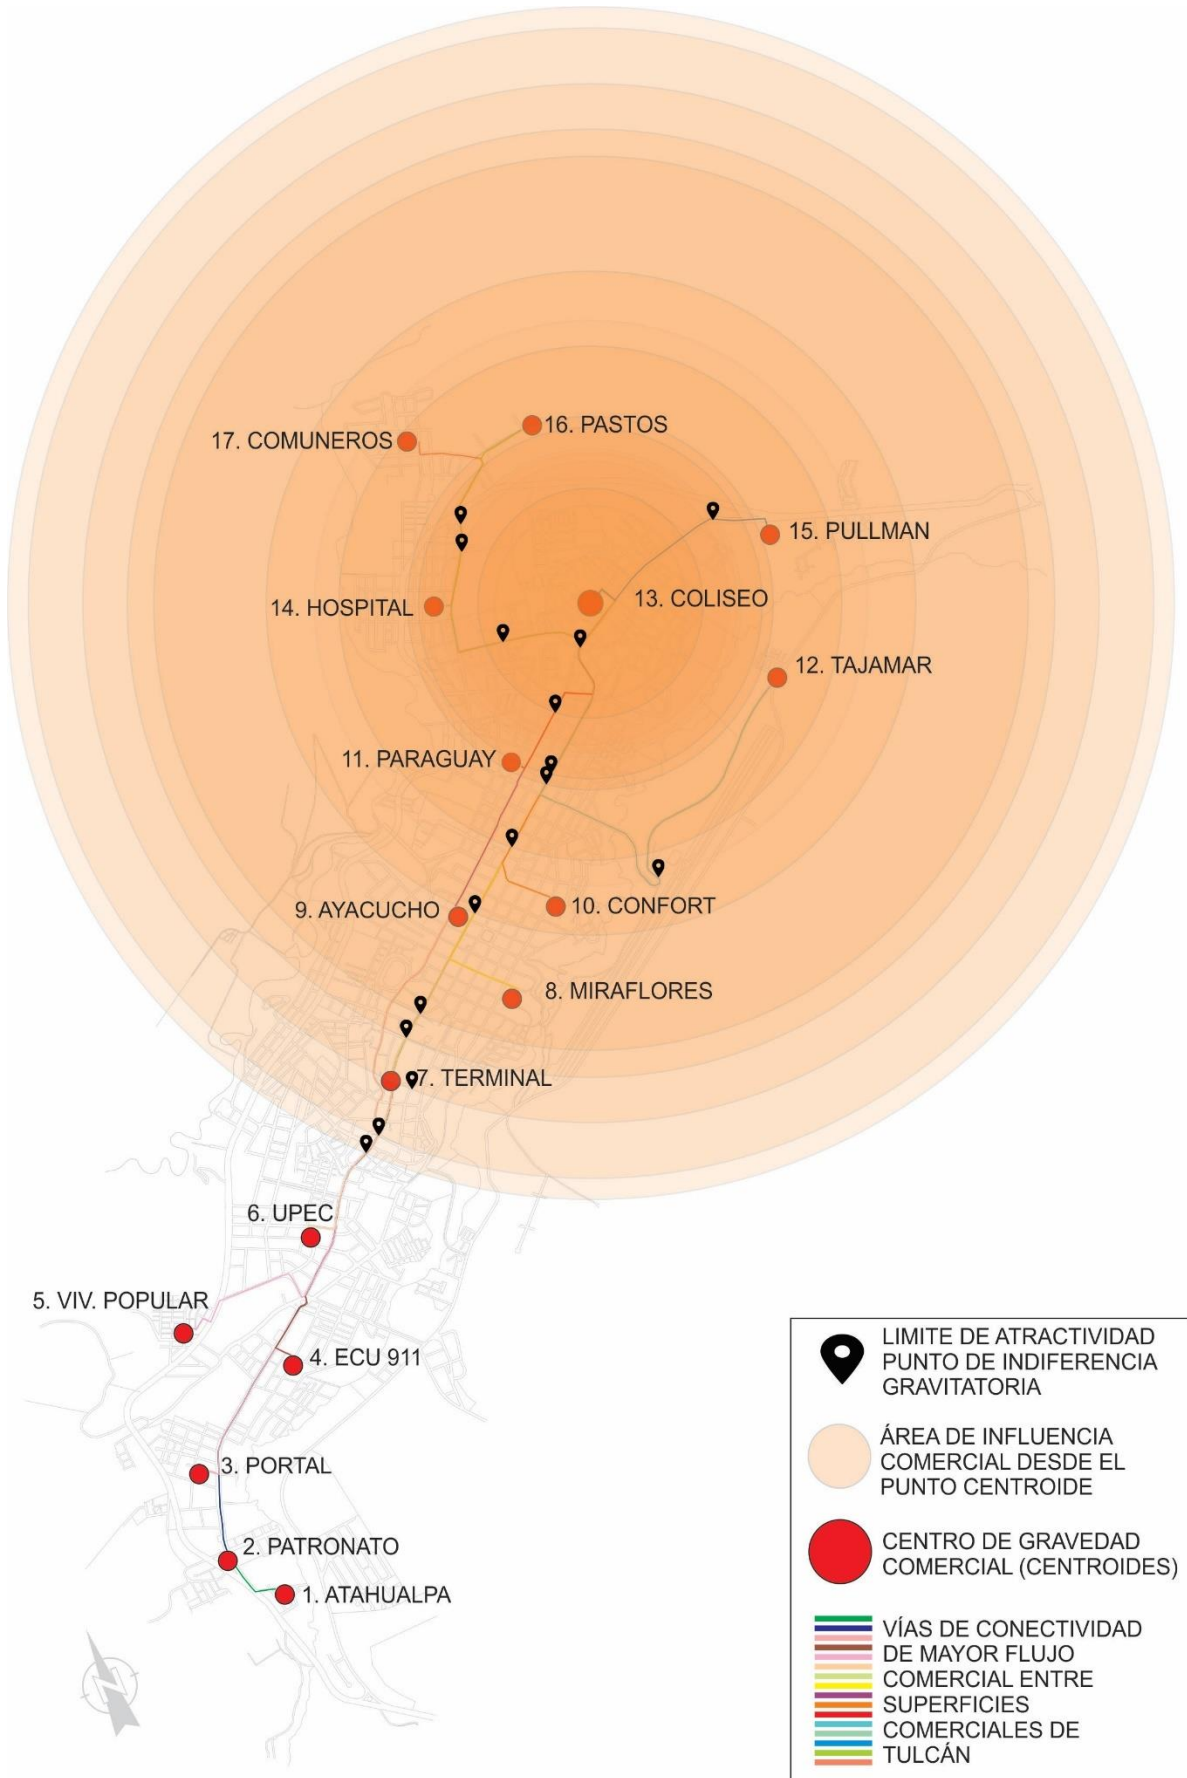 16. PASTOS
17. COMUNEROS
15. PULLMAN
13. COLISEO
14. HOSPITAL
12. TAJAMAR
11. PARAGUAY
10. CONFORT
9. AYACUCHO
8. MIRAFLORES
7. TERMINAL
6. UPEC
5. VIV. POPULAR
4. ECU 911
3. PORTAL
2. PATRONATO
1. ATAHUALPA
LIMITE DE ATRACTIVIDAD
PUNTO DE INDIFERENCIA
GRAVITATORIA
ÁREA DE INFLUENCIA
COMERCIAL DESDE EL
PUNTO CENTROIDE
CENTRO DE GRAVEDAD
COMERCIAL (CENTROIDES)
VÍAS DE CONECTIVIDAD
DE MAYOR FLUJO
COMERCIAL ENTRE
SUPERFICIES
COMERCIALES DE
TULCÁN